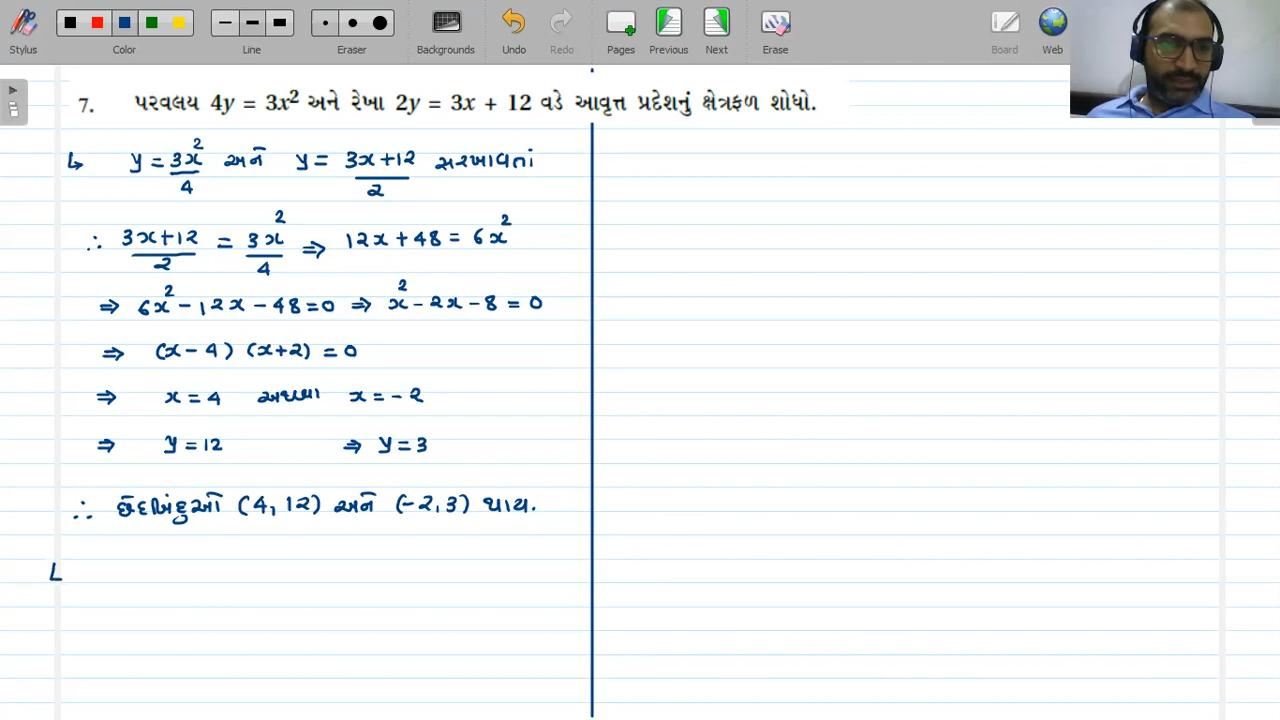 Stylus Color Line Eraser Backgrounds Undo Redo Pages Previous Next Erase Board Web
7. પરવલય 4y = 3x² અને રેખા 2y = 3x + 12 વડે આવૃત્ત પ્રદેશનું ક્ષેત્રફળ શોધો.
↳ y = 3x²/4 અને y = 3x+12/2 સરખાવતાં
∴ 3x+12/2 = 3x²/4 ⇒ 12x + 48 = 6x²
⇒ 6x² - 12x - 48 = 0 ⇒ x² - 2x - 8 = 0
⇒ (x - 4) (x+2) = 0
⇒ x = 4 અથવા x = - 2
⇒ y = 12 ⇒ y = 3
∴ છેદબિંદુઓ (4, 12) અને (-2, 3) થાય.
L